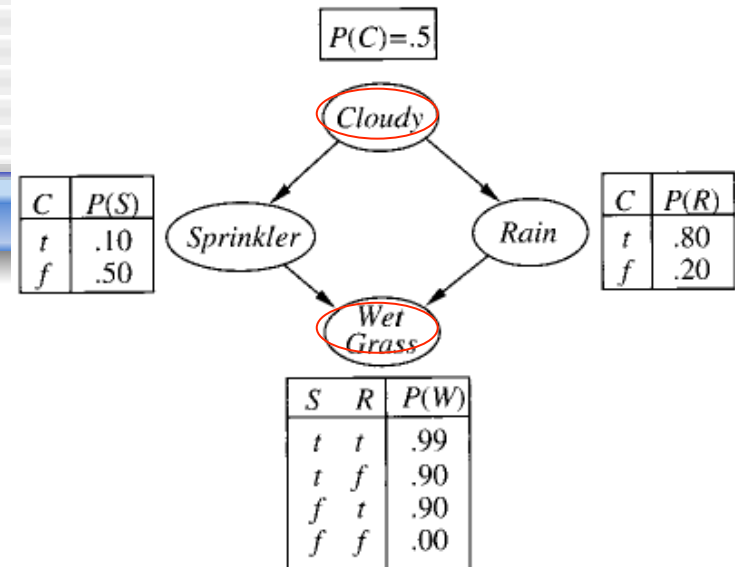 P(C)=.5
Cloudy
C P(S)
t .10
f .50
Sprinkler
Rain
C P(R)
t .80
f .20
Wet
Grass
S R P(W)
t t .99
t f .90
f t .90
f f .00